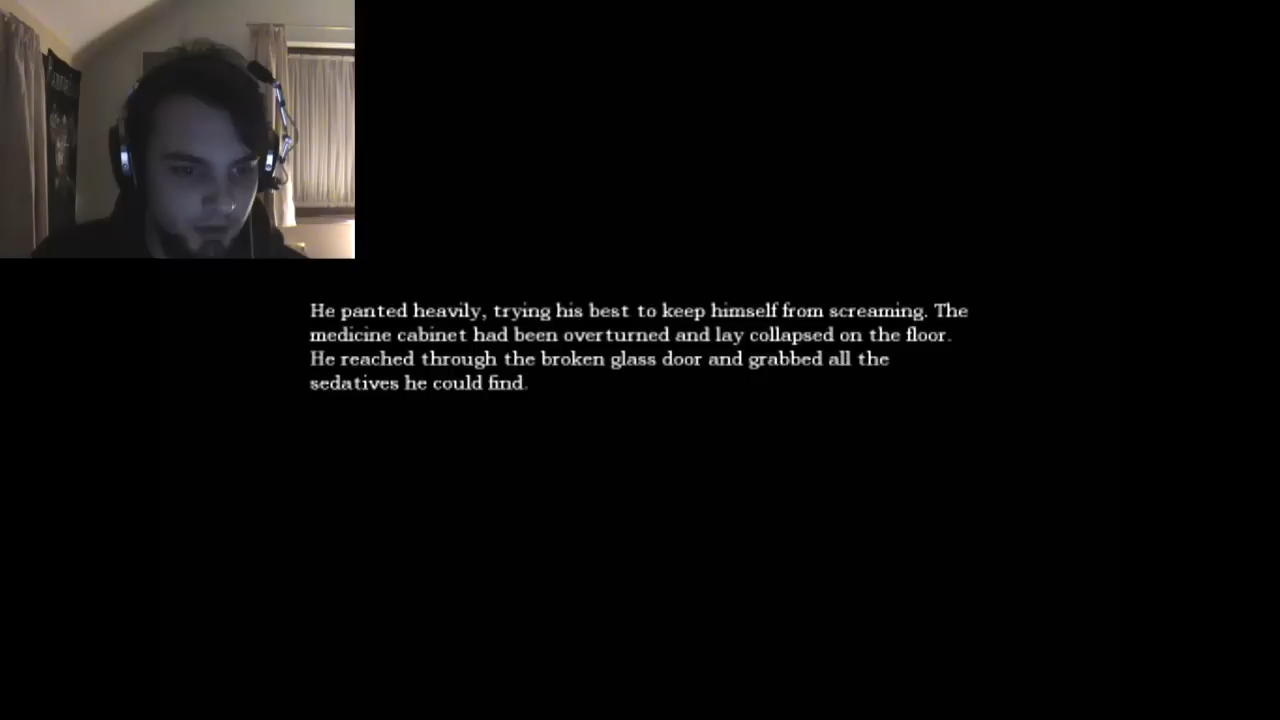 He panted heavily, trying his best to keep himself from screaming. The
medicine cabinet had been overturned and lay collapsed on the floor.
He reached through the broken glass door and grabbed all the
sedatives he could find.